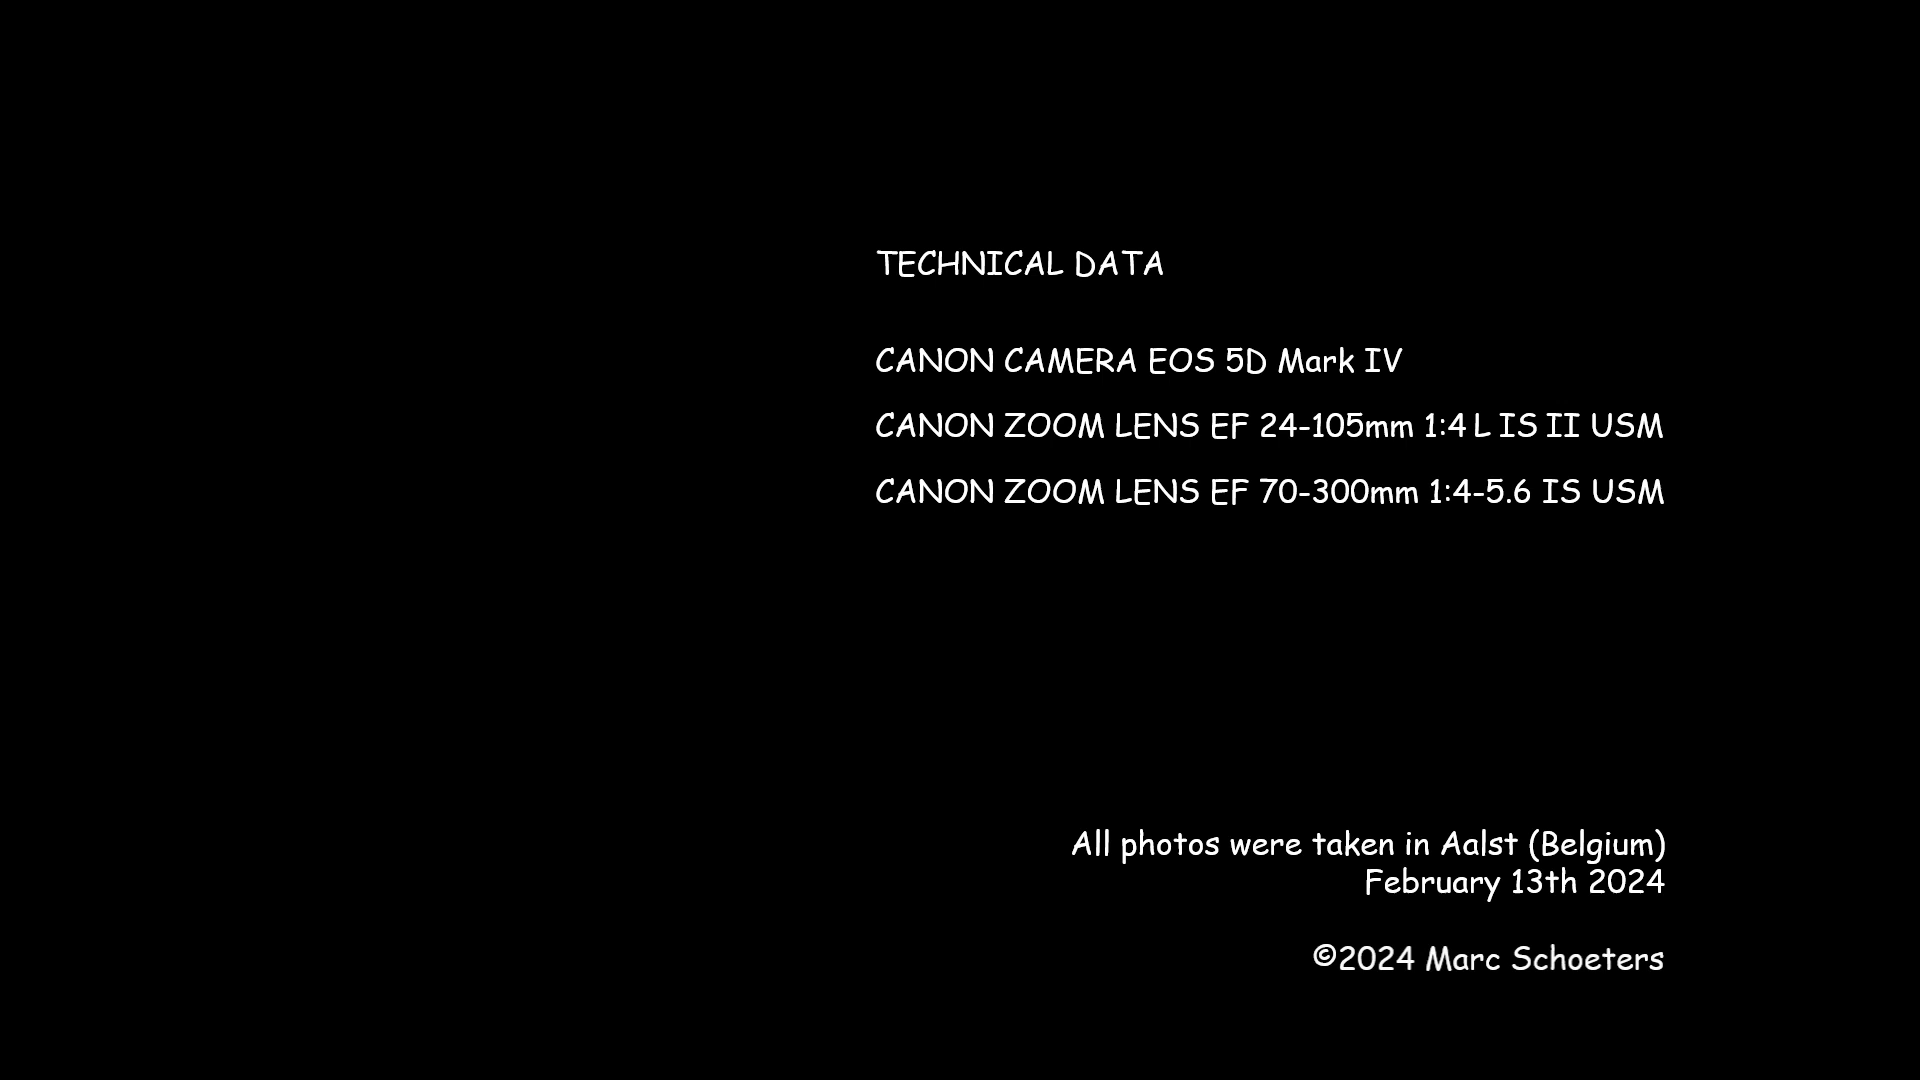 TECHNICAL DATA
CANON CAMERA EOS 5D Mark IV
CANON ZOOM LENS EF 24-105mm 1:4 L IS II USM
CANON ZOOM LENS EF 70-300mm 1:4-5.6 IS USM
All photos were taken in Aalst (Belgium)
February 13th 2024
©2024 Marc Schoeters